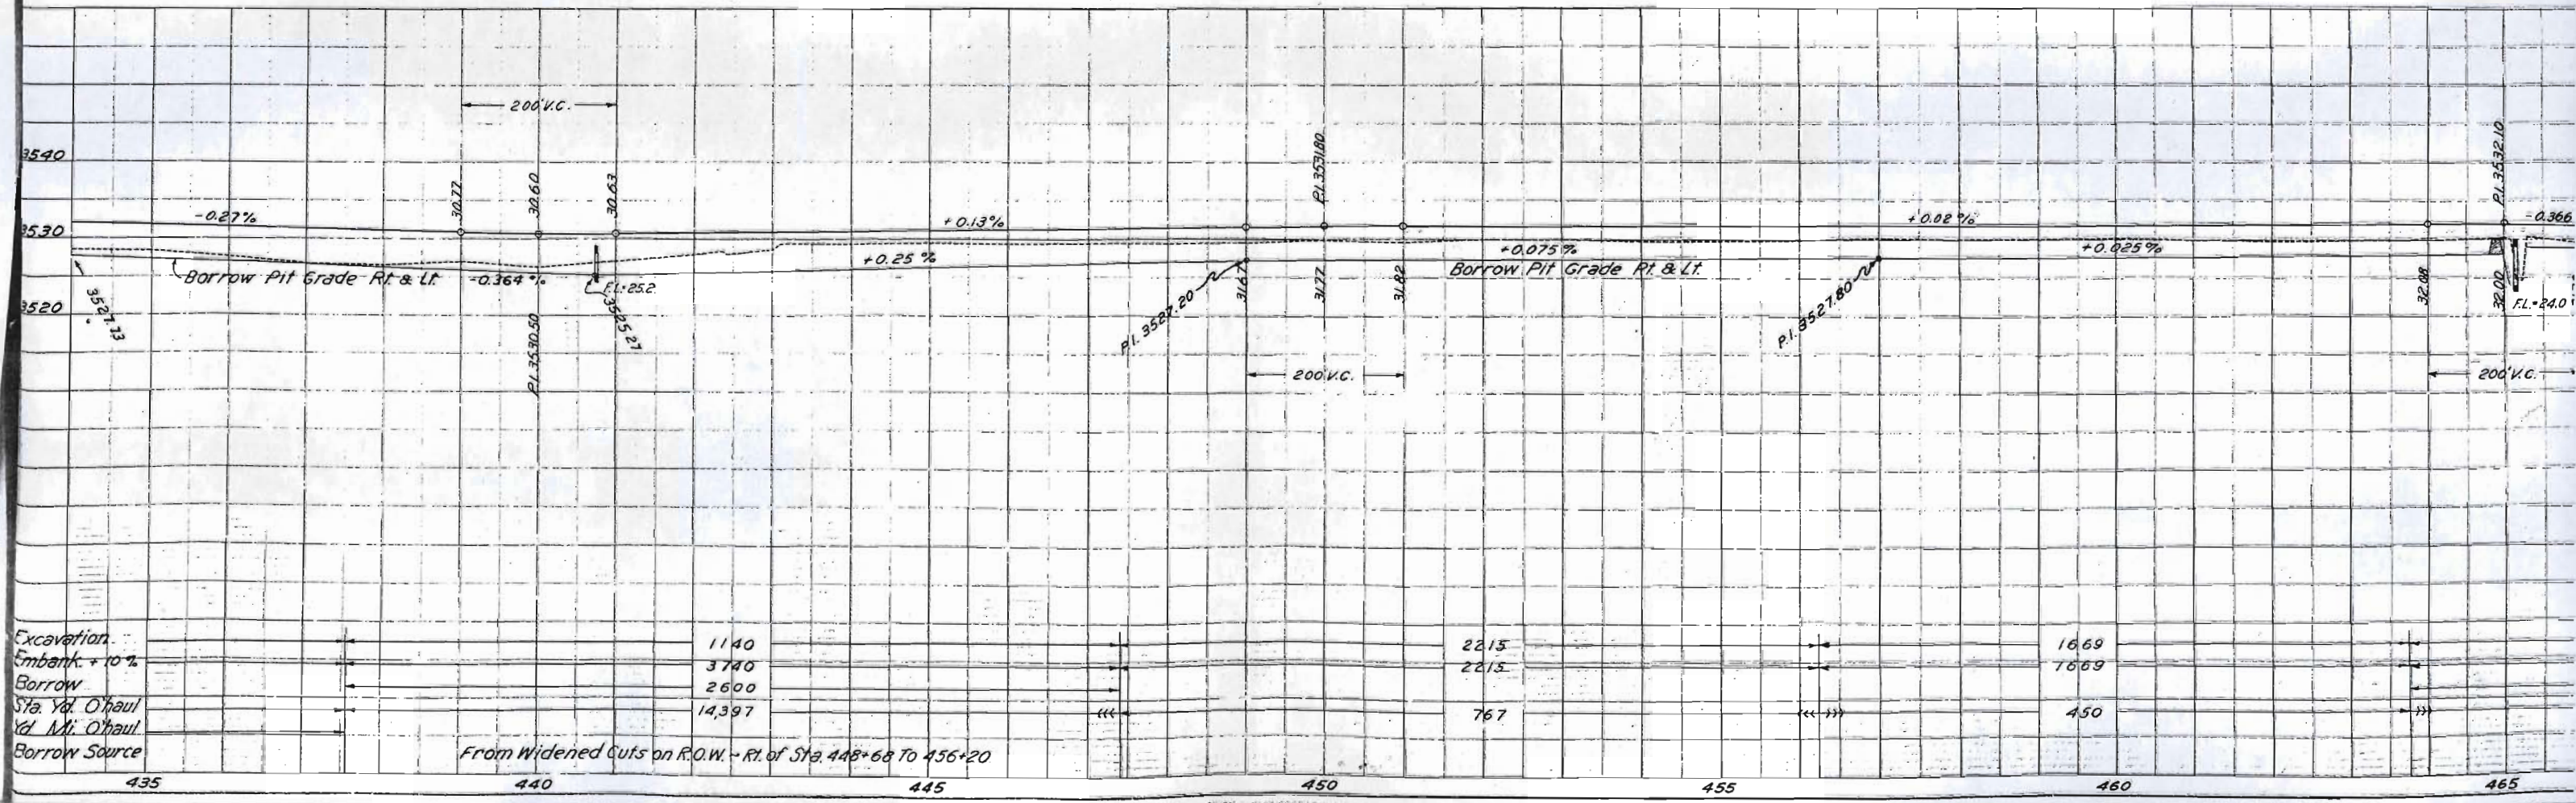 200' V.C.
3540
30.77
30.60
30.63
P.I. 3531.80
P.I. 3532.10
-0.27%
+0.13%
+0.02%
-0.366
3530
+0.25%
+0.075%
+0.025%
Borrow Pit Grade Rt. & Lt. -0.364%
F.L.=25.2
Borrow Pit Grade Rt. & Lt.
3527.73
3525.27
P.I. 3530.50
P.I. 3527.20
31.67
31.77
31.82
P.I. 3527.80
32.08
32.00
F.L.=24.0
3520
200' V.C.
200' V.C.
Excavation 1140 2215 1669
Embank. + 10% 3740 2215 1669
Borrow 2600
Sta. Yd. O'haul 14,397 767 450
Yd. Mi. O'haul
Borrow Source From Widened Cuts on R.O.W. - Rt. of Sta. 448+68 To 456+20
435 440 445 450 455 460 465